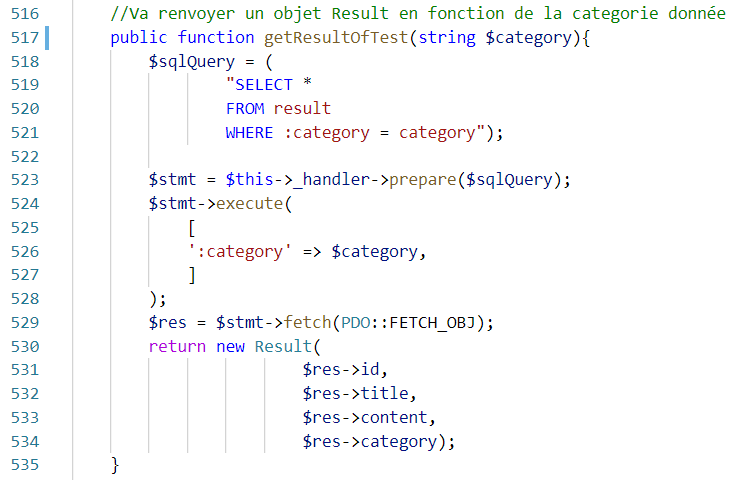 516 //Va renvoyer un objet Result en fonction de la categorie donnée
517 public function getResultOfTest(string $category){
518 $sqlQuery = (
519 "SELECT *
520 FROM result
521 WHERE :category = category");
522
523 $stmt = $this->_handler->prepare($sqlQuery);
524 $stmt->execute(
525 [
526 ':category' => $category,
527 ]
528 );
529 $res = $stmt->fetch(PDO::FETCH_OBJ);
530 return new Result(
531 $res->id,
532 $res->title,
533 $res->content,
534 $res->category);
535 }